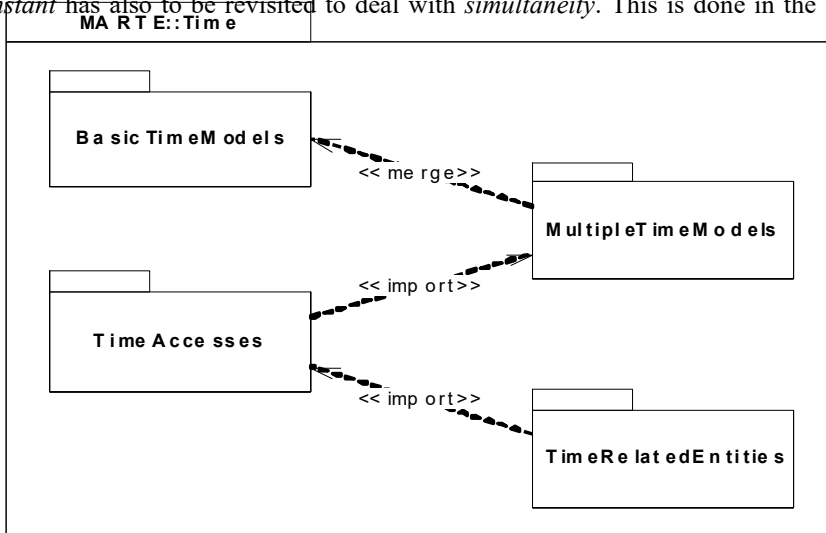 instant has also to be revisited to deal with simultaneity. This is done in the
MARTE::Time
BasicTimeModels
<<merge>>
MultipleTimeModels
<<import>>
TimeAccesses
<<import>>
TimeRelatedEntities